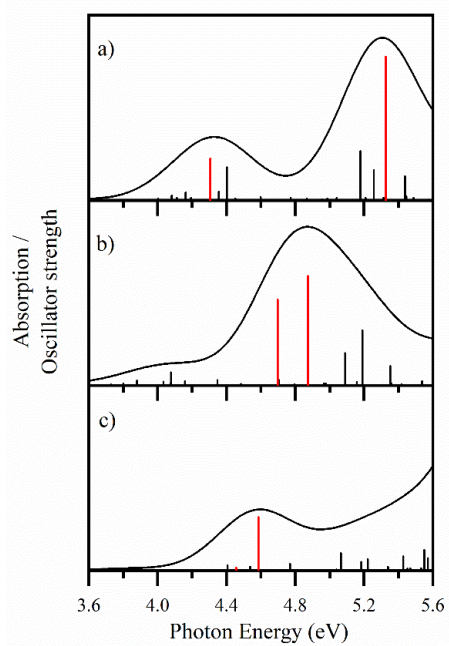 a)
b)
c)
Absorption /
Oscillator strength
3.6 4.0 4.4 4.8 5.2 5.6
Photon Energy (eV)